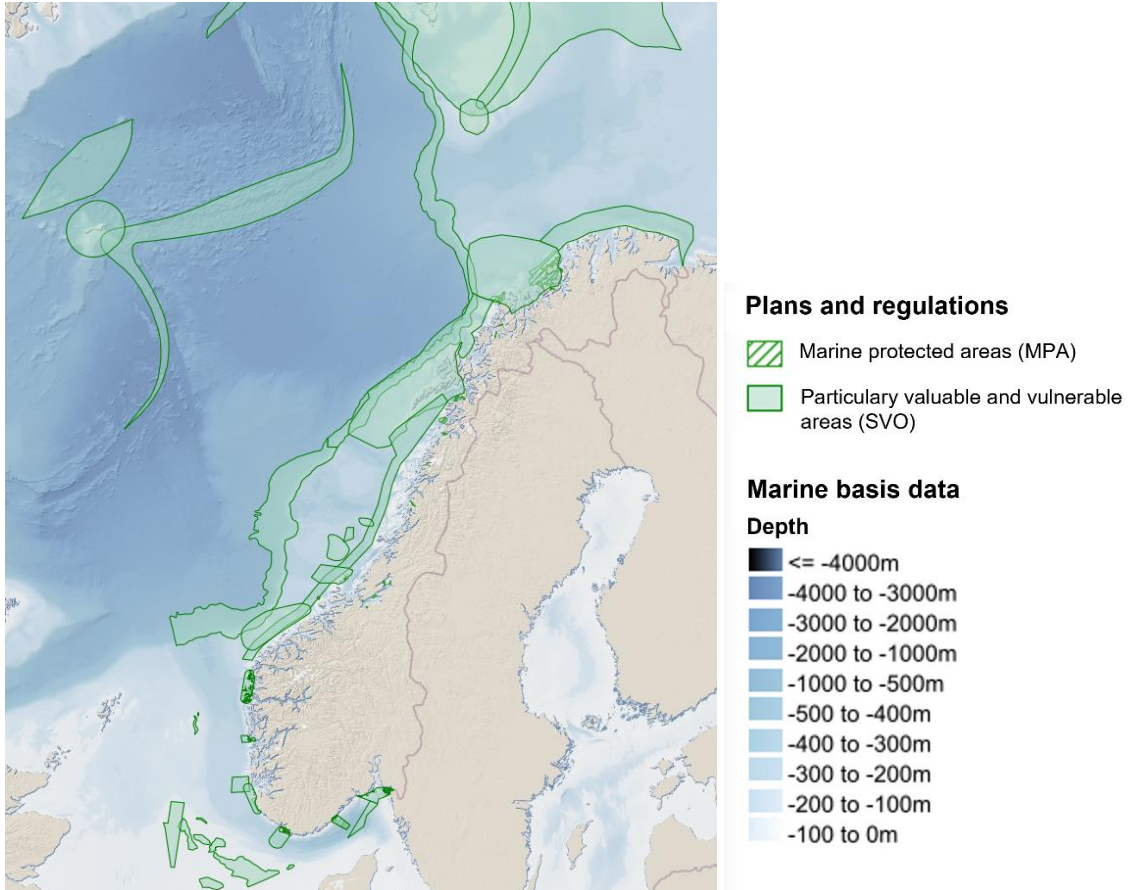 Plans and regulations
Marine protected areas (MPA)
Particulary valuable and vulnerable
areas (SVO)
Marine basis data
Depth
<= -4000m
-4000 to -3000m
-3000 to -2000m
-2000 to -1000m
-1000 to -500m
-500 to -400m
-400 to -300m
-300 to -200m
-200 to -100m
-100 to 0m